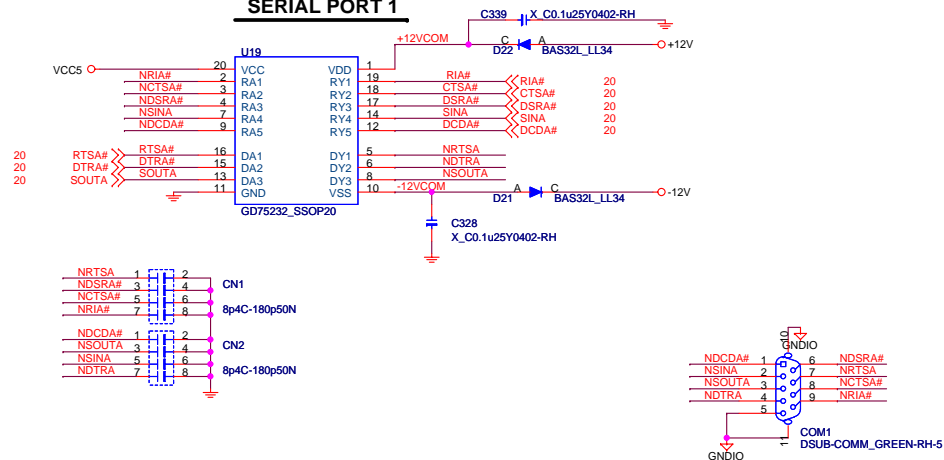 SERIAL PORT 1
C339 X_C0.1u25Y0402-RH
+12VCOM C A +12V
D22 BAS32L_LL34
U19
VCC5 20 VCC VDD 1
NRIA# 2 RA1 RY1 19 RIA# RIA# 20
NCTSA# 3 RA2 RY2 18 CTSA# CTSA# 20
NDSRA# 4 RA3 RY3 17 DSRA# DSRA# 20
NSINA 7 RA4 RY4 14 SINA SINA 20
NDCDA# 9 RA5 RY5 12 DCDA# DCDA# 20
20 RTSA# RTSA# 16 DA1 DY1 5 NRTSA
20 DTRA# DTRA# 15 DA2 DY2 6 NDTRA
20 SOUTA SOUTA 13 DA3 DY3 8 NSOUTA
11 GND VSS 10 -12VCOM A C -12V
D21 BAS32L_LL34
GD75232_SSOP20
C328
X_C0.1u25Y0402-RH
NRTSA 1 2
NDSRA# 3 4 CN1
NCTSA# 5 6
NRIA# 7 8 8p4C-180p50N
NDCDA# 1 2
NSOUTA 3 4 CN2
NSINA 5 6
NDTRA 7 8 8p4C-180p50N
10 GNDIO
NDCDA# 1 6 NDSRA#
NSINA 2 7 NRTSA
NSOUTA 3 8 NCTSA#
NDTRA 4 9 NRIA#
5
11 COM1
DSUB-COMM_GREEN-RH-5
GNDIO